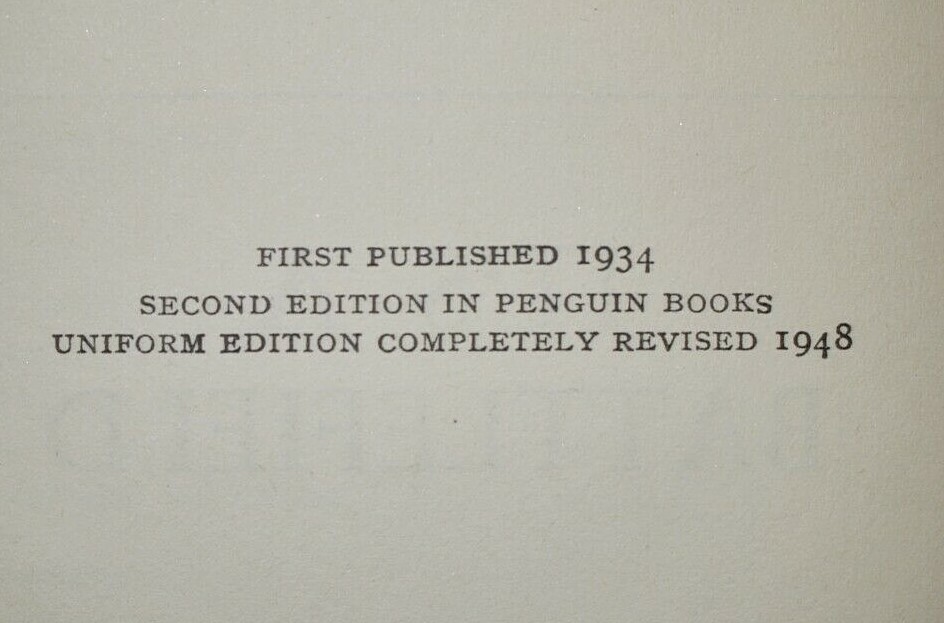 FIRST PUBLISHED 1934
SECOND EDITION IN PENGUIN BOOKS
UNIFORM EDITION COMPLETELY REVISED 1948